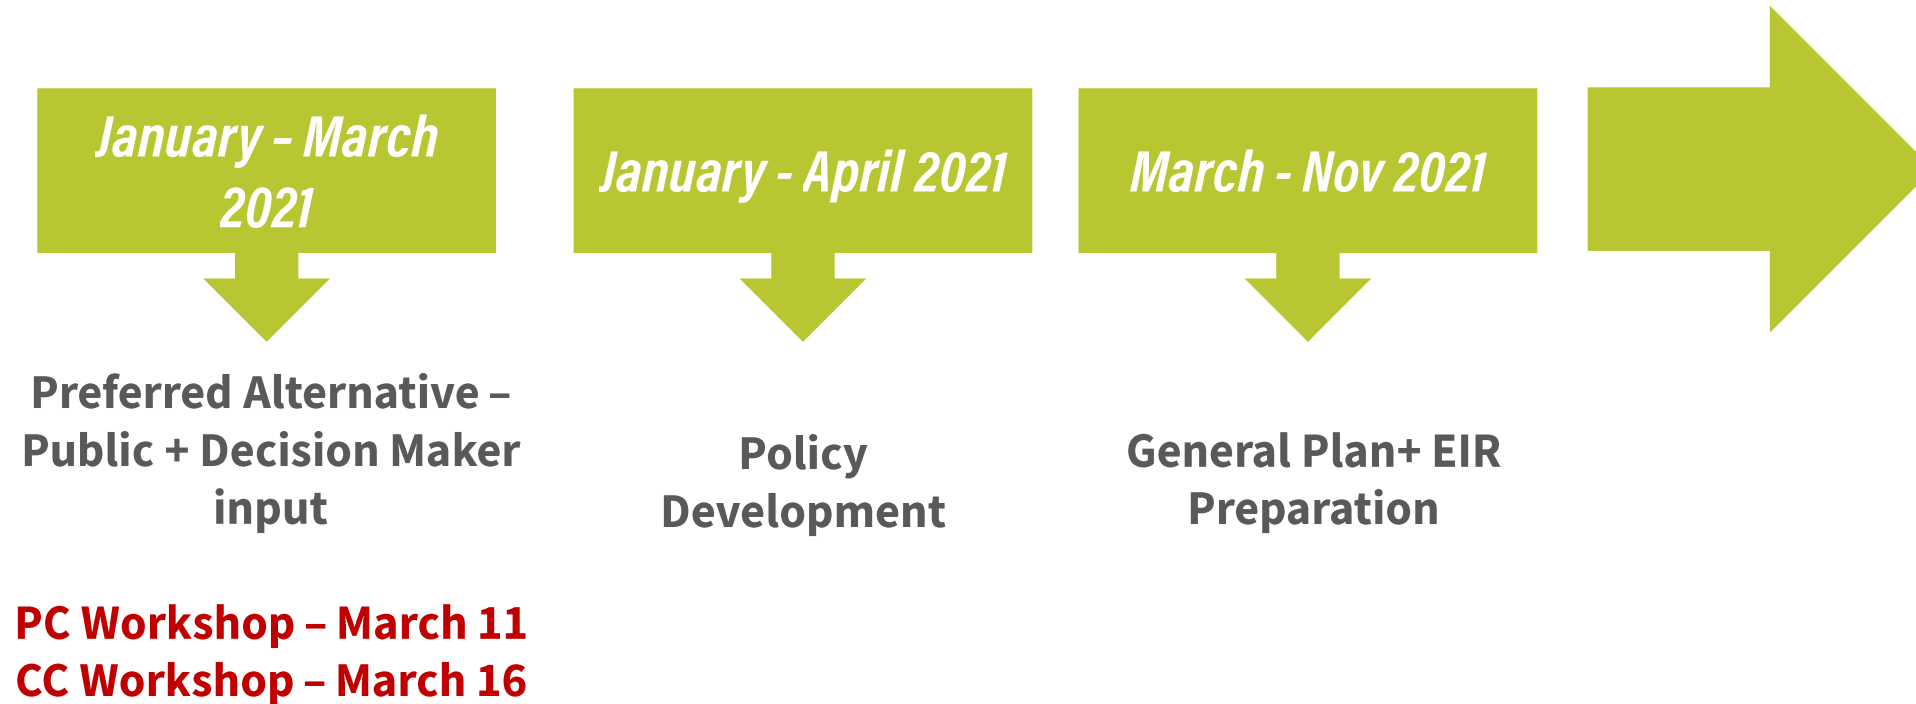 January – March
2021
January - April 2021
March - Nov 2021
Preferred Alternative –
Public + Decision Maker
input
Policy
Development
General Plan+ EIR
Preparation
PC Workshop – March 11
CC Workshop – March 16